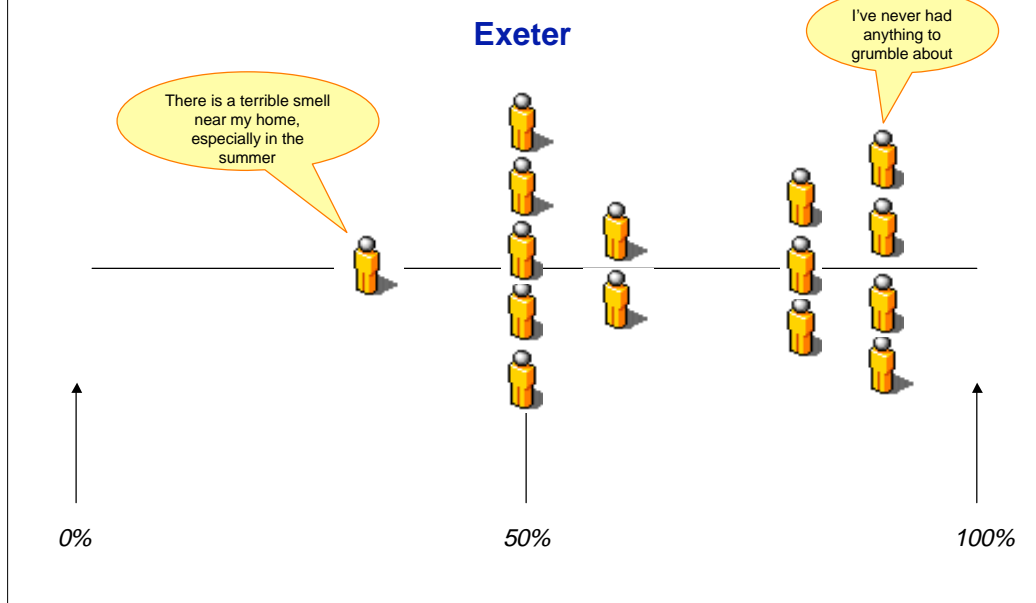 Exeter
I've never had
anything to
grumble about
There is a terrible smell
near my home,
especially in the
summer
0%
50%
100%